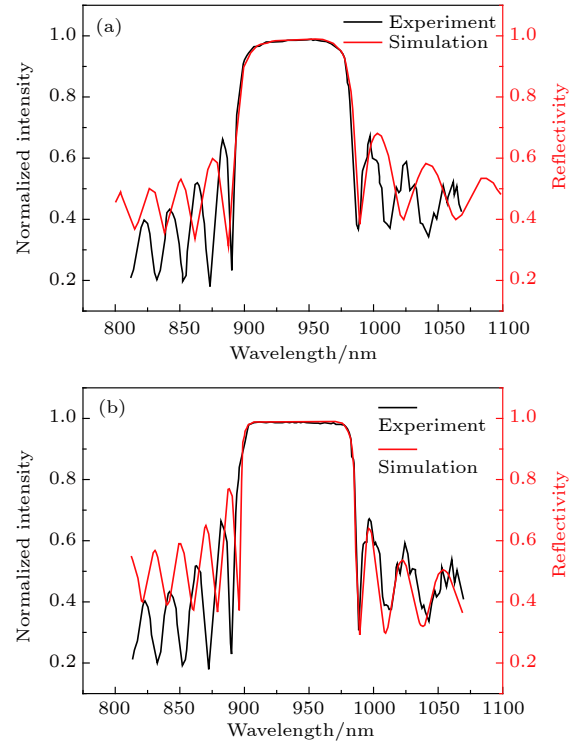 (a)
Experiment
Simulation
Normalized intensity
Reflectivity
1.0
0.8
0.6
0.4
0.2
1.0
0.8
0.6
0.4
0.2
800 850 900 950 1000 1050 1100
Wavelength/nm
(b)
Experiment
Simulation
Normalized intensity
Reflectivity
1.0
0.8
0.6
0.4
0.2
1.0
0.8
0.6
0.4
0.2
800 850 900 950 1000 1050 1100
Wavelength/nm